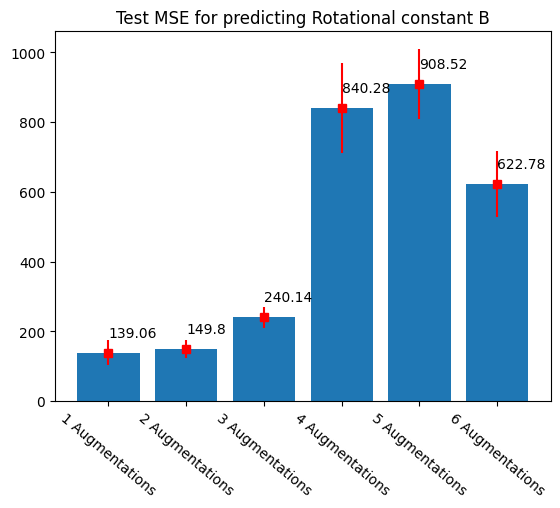 Test MSE for predicting Rotational constant B
1000
800
600
400
200
0
139.06
149.8
240.14
840.28
908.52
622.78
1 Augmentations
2 Augmentations
3 Augmentations
4 Augmentations
5 Augmentations
6 Augmentations